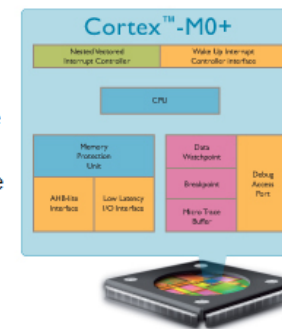 Cortex™-M0+
Nested Vectored
Interrupt Controller
Wake Up Interrupt
Controller Interface
CPU
Memory
Protection
Unit
AHB-lite
Interface
Low Latency
I/O Interface
Data
Watchpoint
Breakpoint
Micro Trace
Buffer
Debug
Access
Port